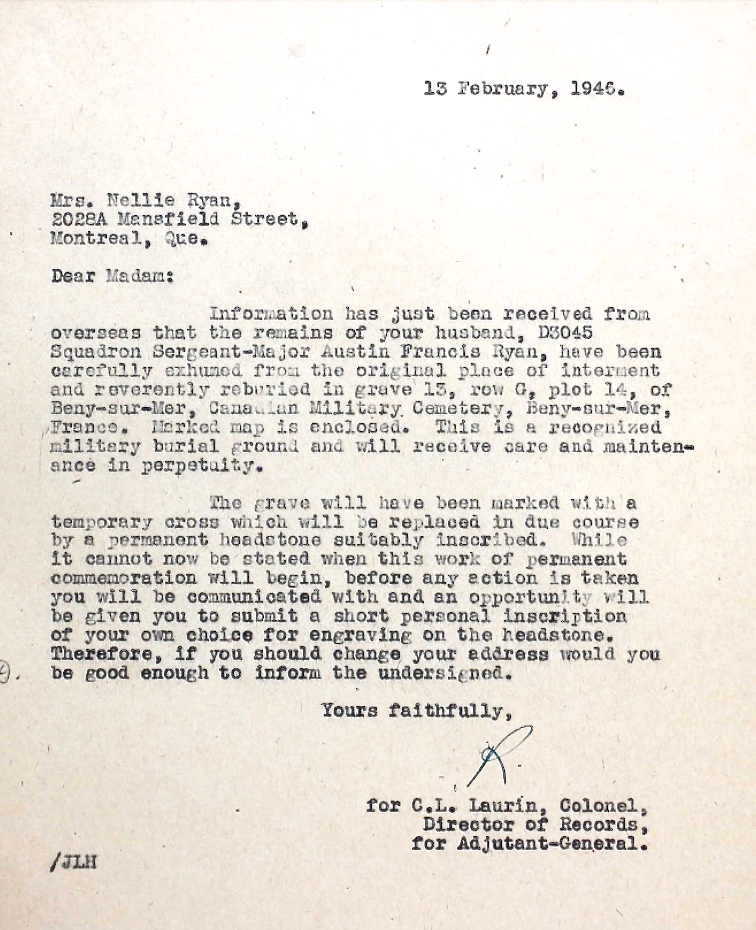 13 February, 1946.
Mrs. Nellie Ryan,
2028A Mansfield Street,
Montreal, Que.
Dear Madam:
Information has just been received from
overseas that the remains of your husband, D3045
Squadron Sergeant-Major Austin Francis Ryan, have been
carefully exhumed from the original place of interment
and reverently reburied in grave 13, row G, plot 14, of
Beny-sur-Mer, Canadian Military Cemetery, Beny-sur-Mer,
France. Marked map is enclosed. This is a recognized
military burial ground and will receive care and mainten-
ance in perpetuity.
The grave will have been marked with a
temporary cross which will be replaced in due course
by a permanent headstone suitably inscribed. While
it cannot now be stated when this work of permanent
commemoration will begin, before any action is taken
you will be communicated with and an opportunity will
be given you to submit a short personal inscription
of your own choice for engraving on the headstone.
Therefore, if you should change your address would you
be good enough to inform the undersigned.
Yours faithfully,
R.
for C.L. Laurin, Colonel,
Director of Records,
for Adjutant-General.
/JLH